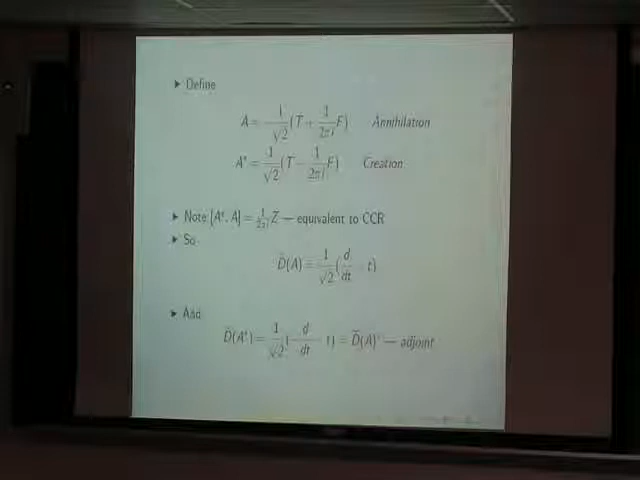 ▶ Define
A = 1/√2 (T + 1/2πi F) Annihilation
A* = 1/√2 (T − 1/2πi F) Creation
▶ Note [A*, A] = 1/2πi Z — equivalent to CCR
▶ So
D̃(A) = 1/√2 (d/dt t)
▶ And
D̃(A*) = 1/√2 (− d/dt t) = D̃(A)* — adjoint